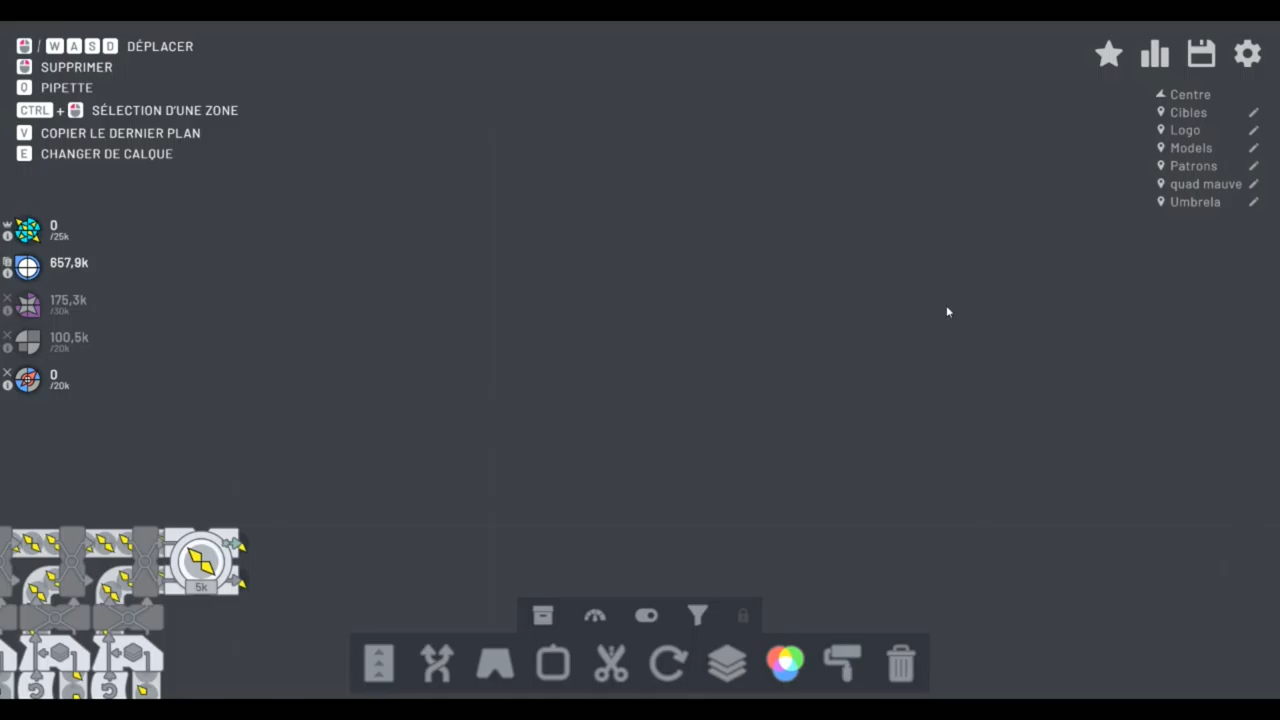 / W A S D DÉPLACER
SUPPRIMER
Q PIPETTE
CTRL + SÉLECTION D'UNE ZONE
V COPIER LE DERNIER PLAN
E CHANGER DE CALQUE
Centre
Cibles
Logo
Models
Patrons
quad mauve
Umbrela
0
/25k
657,9k
175,3k
/30k
100,5k
/20k
0
/20k
5k